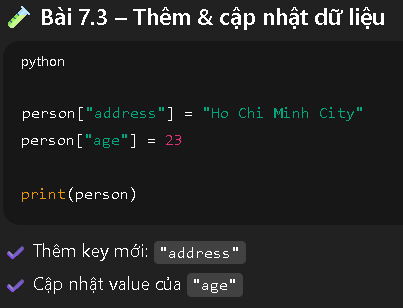 🧪 Bài 7.3 – Thêm & cập nhật dữ liệu
python
person["address"] = "Ho Chi Minh City"
person["age"] = 23
print(person)
✔ Thêm key mới: "address"
✔ Cập nhật value của "age"